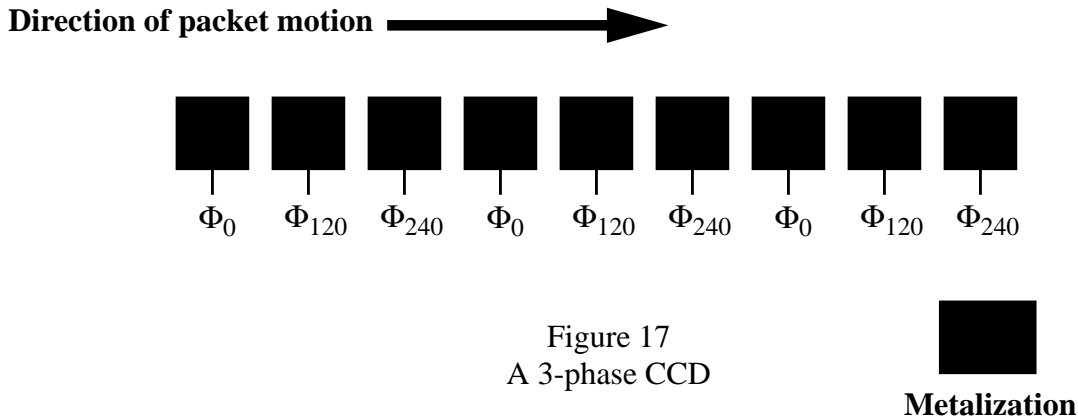 Direction of packet motion
Φ0 Φ120 Φ240 Φ0 Φ120 Φ240 Φ0 Φ120 Φ240
Figure 17
A 3-phase CCD
Metalization